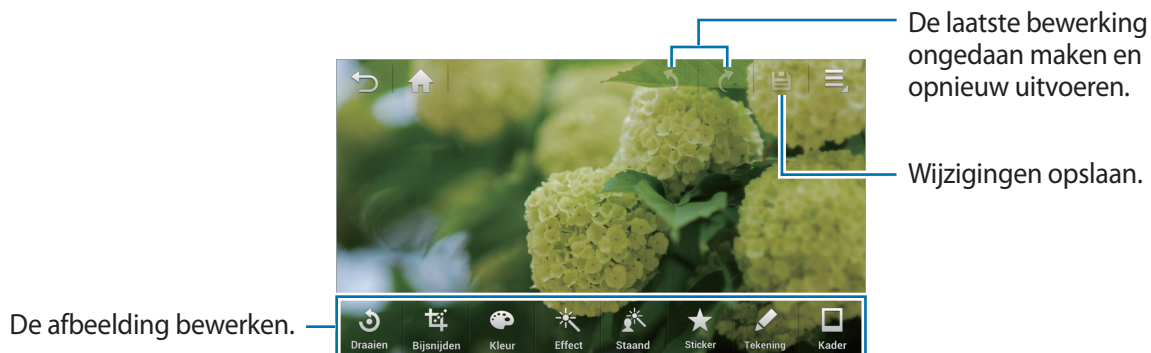 De laatste bewerking
ongedaan maken en
opnieuw uitvoeren.
Wijzigingen opslaan.
De afbeelding bewerken.
Draaien Bijsnijden Kleur Effect Staand Sticker Tekening Kader